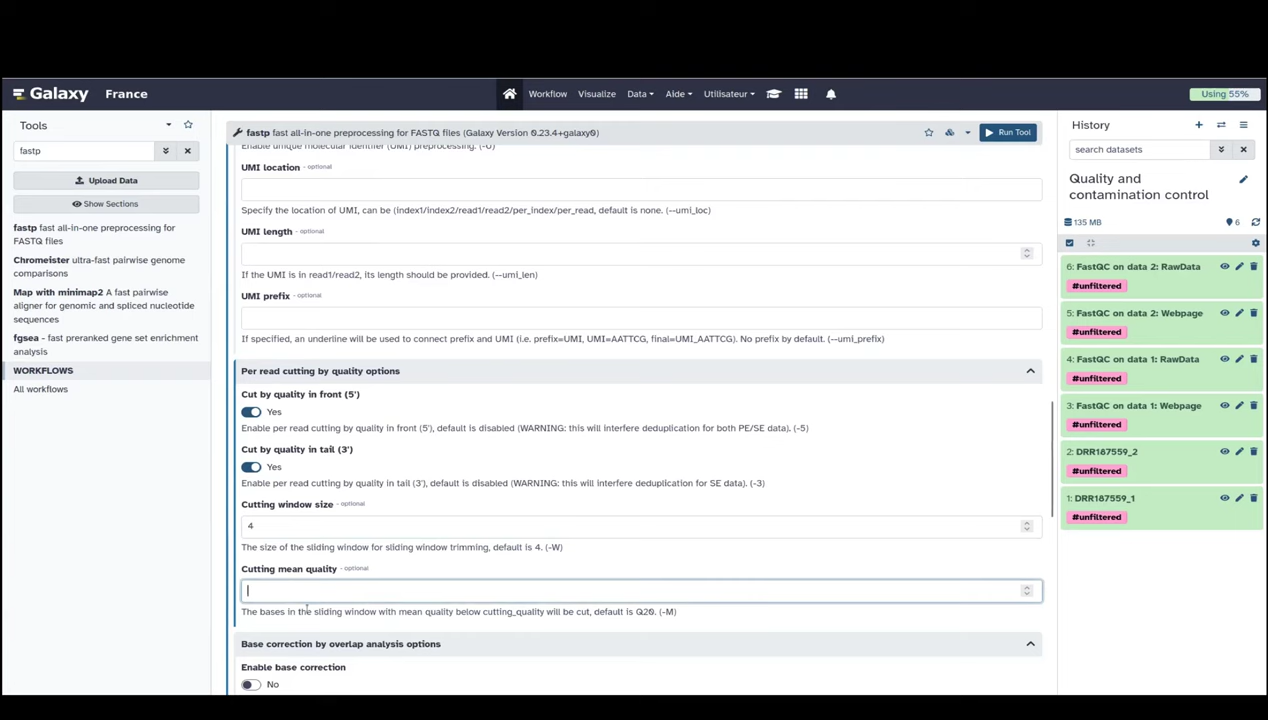 Galaxy France
Workflow Visualize Data Aide Utilisateur
Using 55%
Tools
fastp
Upload Data
Show Sections
fastp fast all-in-one preprocessing for
FASTQ files
Chromeister ultra-fast pairwise genome
comparisons
Map with minimap2 A fast pairwise
aligner for genomic and spliced nucleotide
sequences
fgsea - fast preranked gene set enrichment
analysis
WORKFLOWS
All workflows
fastp fast all-in-one preprocessing for FASTQ files (Galaxy Version 0.23.4+galaxy0)
Run Tool
Enable unique molecular identifier (UMI) preprocessing. (-U)
UMI location - optional
Specify the location of UMI, can be (index1/index2/read1/read2/per_index/per_read, default is none. (--umi_loc)
UMI length - optional
If the UMI is in read1/read2, its length should be provided. (--umi_len)
UMI prefix - optional
If specified, an underline will be used to connect prefix and UMI (i.e. prefix=UMI, UMI=AATTCG, final=UMI_AATTCG). No prefix by default. (--umi_prefix)
Per read cutting by quality options
Cut by quality in front (5')
Yes
Enable per read cutting by quality in front (5'), default is disabled (WARNING: this will interfere deduplication for both PE/SE data). (-5)
Cut by quality in tail (3')
Yes
Enable per read cutting by quality in tail (3'), default is disabled (WARNING: this will interfere deduplication for SE data). (-3)
Cutting window size - optional
4
The size of the sliding window for sliding window trimming, default is 4. (-W)
Cutting mean quality - optional
The bases in the sliding window with mean quality below cutting_quality will be cut, default is Q20. (-M)
Base correction by overlap analysis options
Enable base correction
No
History
search datasets
Quality and
contamination control
135 MB
6
6: FastQC on data 2: RawData
#unfiltered
5: FastQC on data 2: Webpage
#unfiltered
4: FastQC on data 1: RawData
#unfiltered
3: FastQC on data 1: Webpage
#unfiltered
2: DRR187559_2
#unfiltered
1: DRR187559_1
#unfiltered